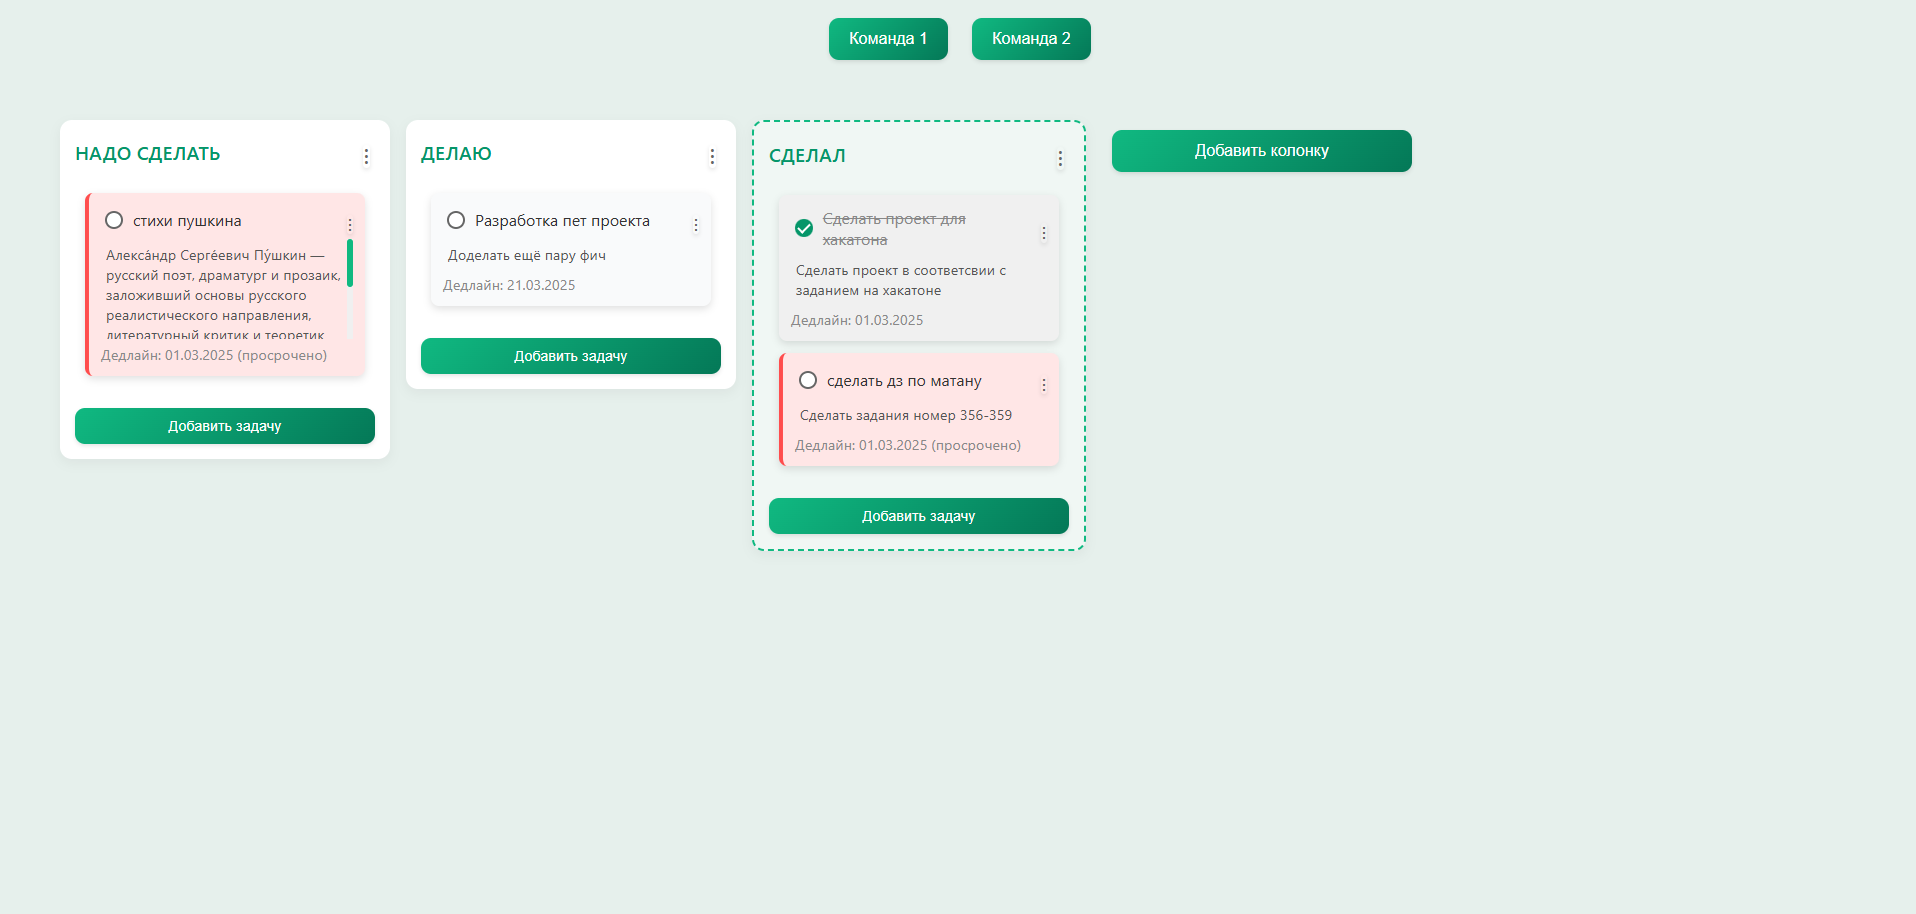 Команда 1
Команда 2
НАДО СДЕЛАТЬ
стихи пушкина
Алекса́ндр Серге́евич Пу́шкин —
русский поэт, драматург и прозаик,
заложивший основы русского
реалистического направления,
литературный критик и теоретик
Дедлайн: 01.03.2025 (просрочено)
Добавить задачу
ДЕЛАЮ
Разработка пет проекта
Доделать ещё пару фич
Дедлайн: 21.03.2025
Добавить задачу
СДЕЛАЛ
Сделать проект для
хакатона
Сделать проект в соответсвии с
заданием на хакатоне
Дедлайн: 01.03.2025
сделать дз по матану
Сделать задания номер 356-359
Дедлайн: 01.03.2025 (просрочено)
Добавить задачу
Добавить колонку